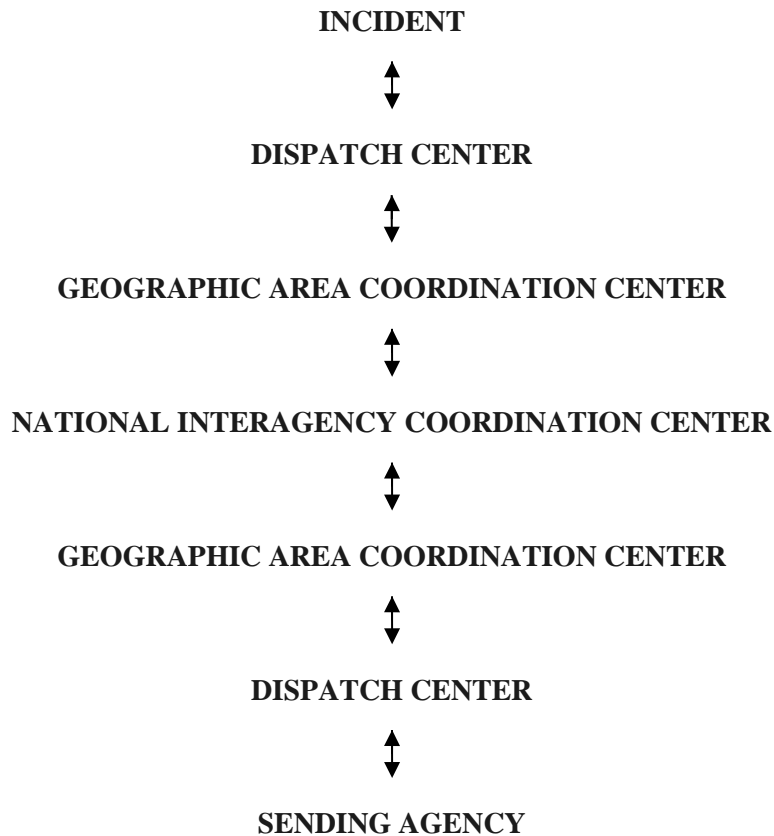 INCIDENT
DISPATCH CENTER
GEOGRAPHIC AREA COORDINATION CENTER
NATIONAL INTERAGENCY COORDINATION CENTER
GEOGRAPHIC AREA COORDINATION CENTER
DISPATCH CENTER
SENDING AGENCY